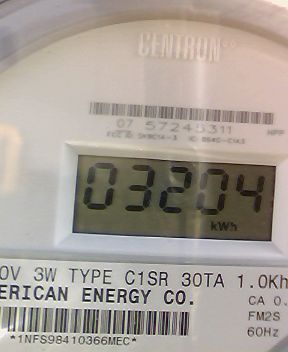 CENTRON
07 57245311
HPP
03204
kWh
0V 3W TYPE C1SR 30TA 1.0Kh
ERICAN ENERGY CO.
CA 0.
FM2S
60Hz
*1NFS98410366MEC*